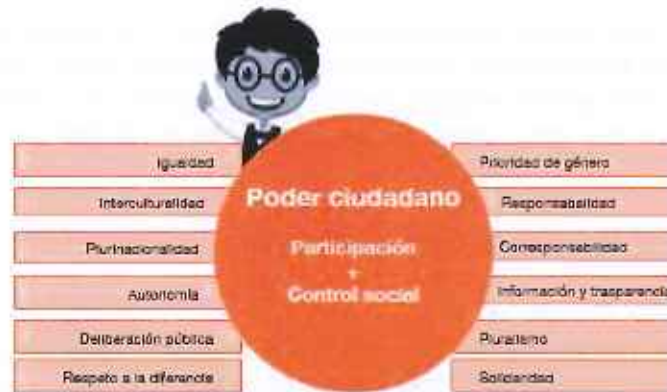 Igualdad
Interculturalidad
Plurinacionalidad
Autonomía
Deliberación pública
Respeto a la diferencia
Poder ciudadano
Participación
+
Control social
Prioridad de género
Responsabilidad
Corresponsabilidad
Información y trasparencia
Pluralismo
Solidaridad